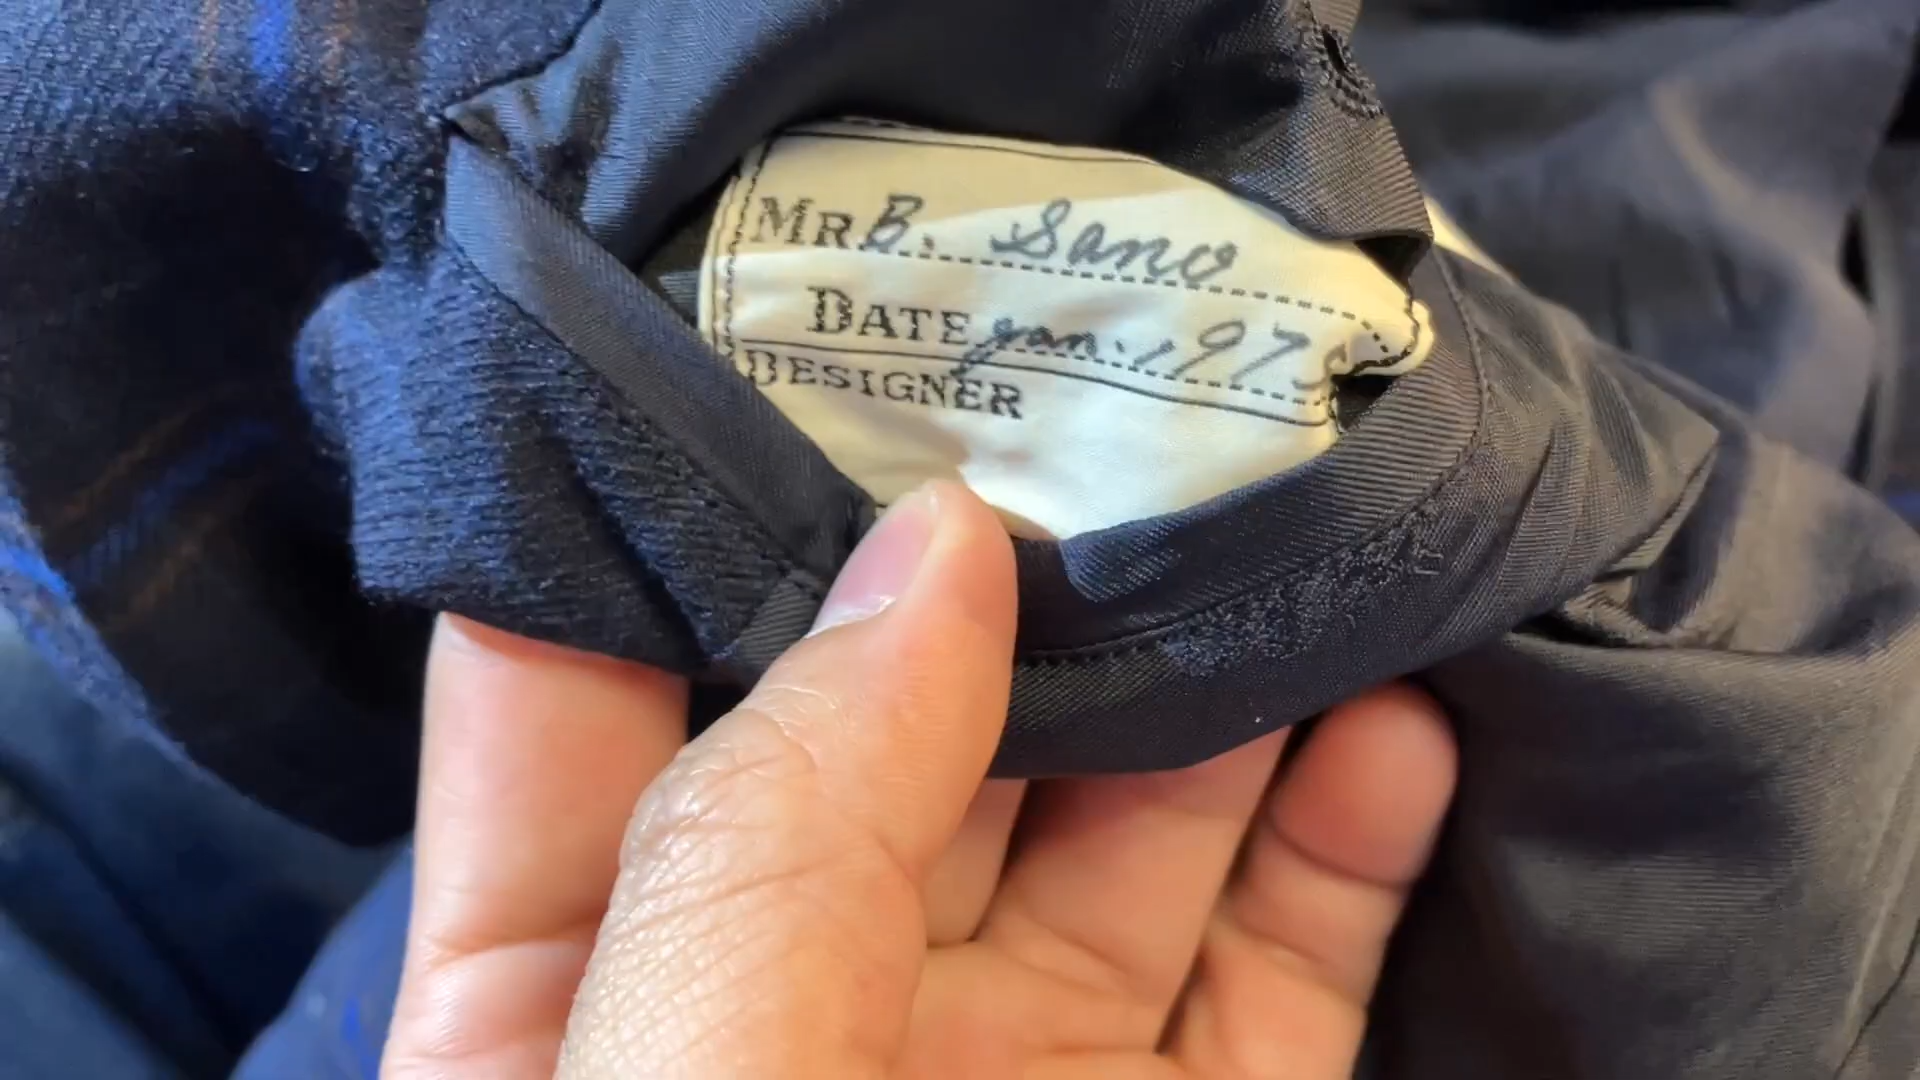 MR. B. Sano
DATE Jan. 1975
DESIGNER